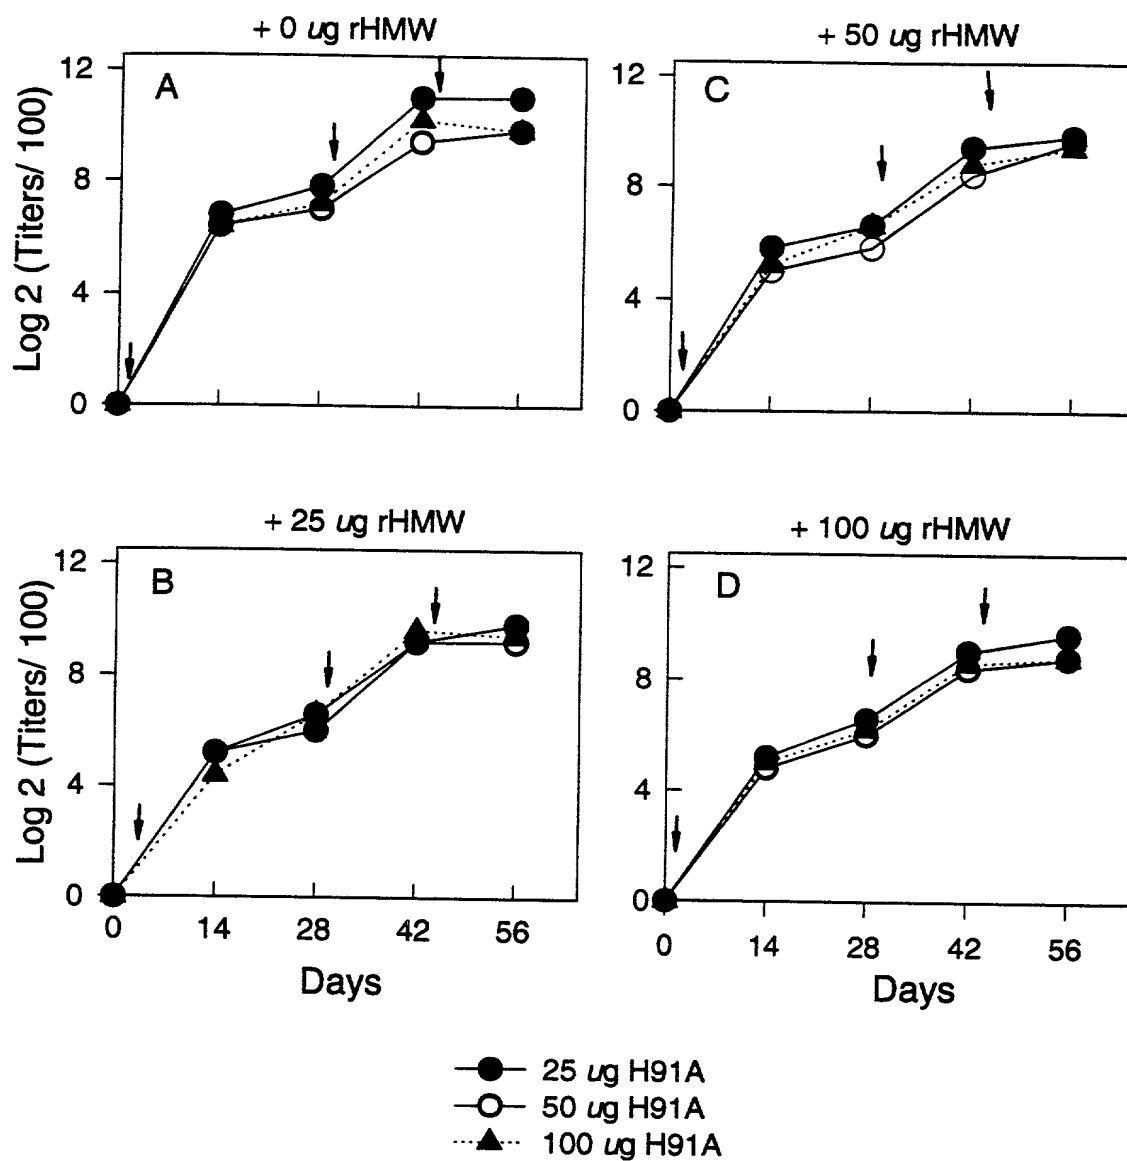 + 0 ug rHMW
A
12
8
4
0
Log 2 (Titers/ 100)
+ 50 ug rHMW
C
12
8
4
0
+ 25 ug rHMW
B
12
8
4
0
Log 2 (Titers/ 100)
0 14 28 42 56
Days
+ 100 ug rHMW
D
12
8
4
0
0 14 28 42 56
Days
25 ug H91A
50 ug H91A
100 ug H91A